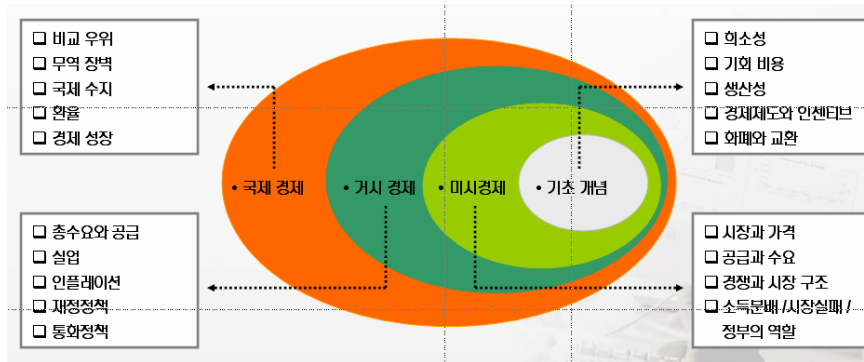 ❑ 비교 우위
❑ 무역 장벽
❑ 국제 수지
❑ 환율
❑ 경제 성장
❑ 희소성
❑ 기회 비용
❑ 생산성
❑ 경제제도와 인센티브
❑ 화폐와 교환
• 국제 경제
• 거시 경제
• 미시경제
• 기초 개념
❑ 총수요와 공급
❑ 실업
❑ 인플레이션
❑ 재정정책
❑ 통화정책
❑ 시장과 가격
❑ 공급과 수요
❑ 경쟁과 시장 구조
❑ 소득분배 /시장실패 /
정부의 역할